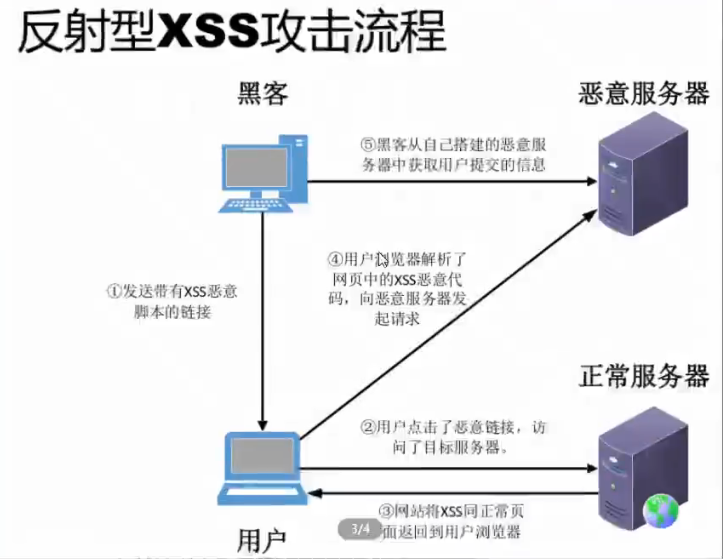 反射型XSS攻击流程
黑客
恶意服务器
⑤黑客从自己搭建的恶意服
务器中获取用户提交的信息
④用户浏览器解析了
网页中的XSS恶意代
码，向恶意服务器发
起请求
①发送带有XSS恶意
脚本的链接
正常服务器
②用户点击了恶意链接，访
问了目标服务器。
③网站将XSS同正常页
面返回到用户浏览器
3/4
用户